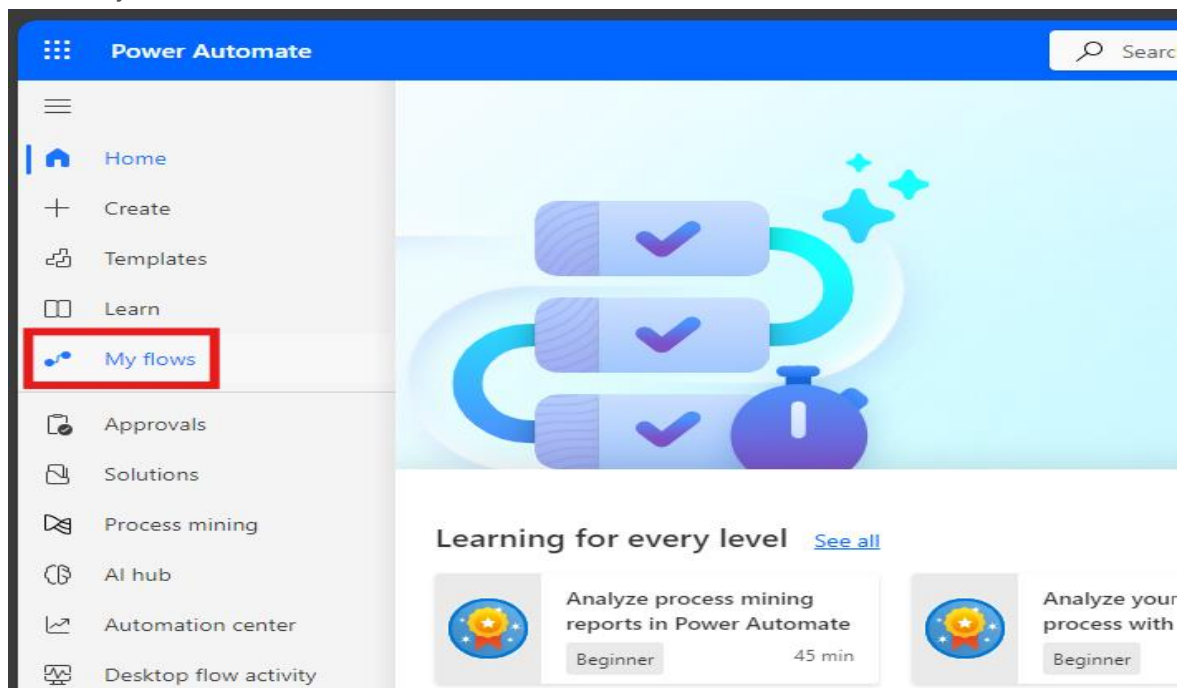 Power Automate
Searc
Home
Create
Templates
Learn
My flows
Approvals
Solutions
Process mining
AI hub
Automation center
Desktop flow activity
Learning for every level See all
Analyze process mining
reports in Power Automate
Beginner 45 min
Analyze your
process with
Beginner